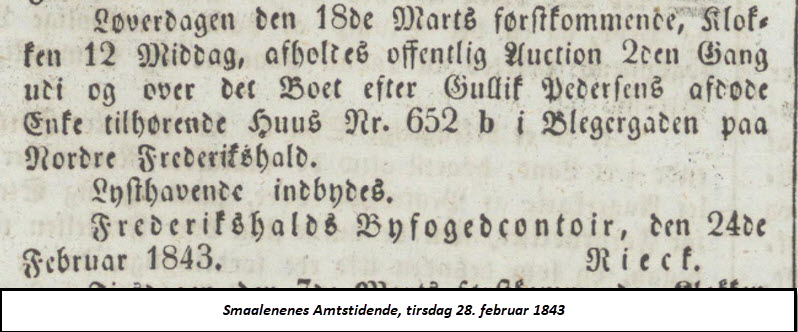 Løverdagen den 18de Marts førstkommende, Klok-
ken 12 Middag, afholdes offentlig Auction 2den Gang
udi og over det Boet efter Gullik Pedersens afdøde
Enke tilhørende Huus Nr. 652 b i Blegergaden paa
Nordre Frederikshald.
Lysthavende indbydes.
Frederikshalds Byfogedcontoir, den 24de
Februar 1843. Rieck.
Smaalenenes Amtstidende, tirsdag 28. februar 1843